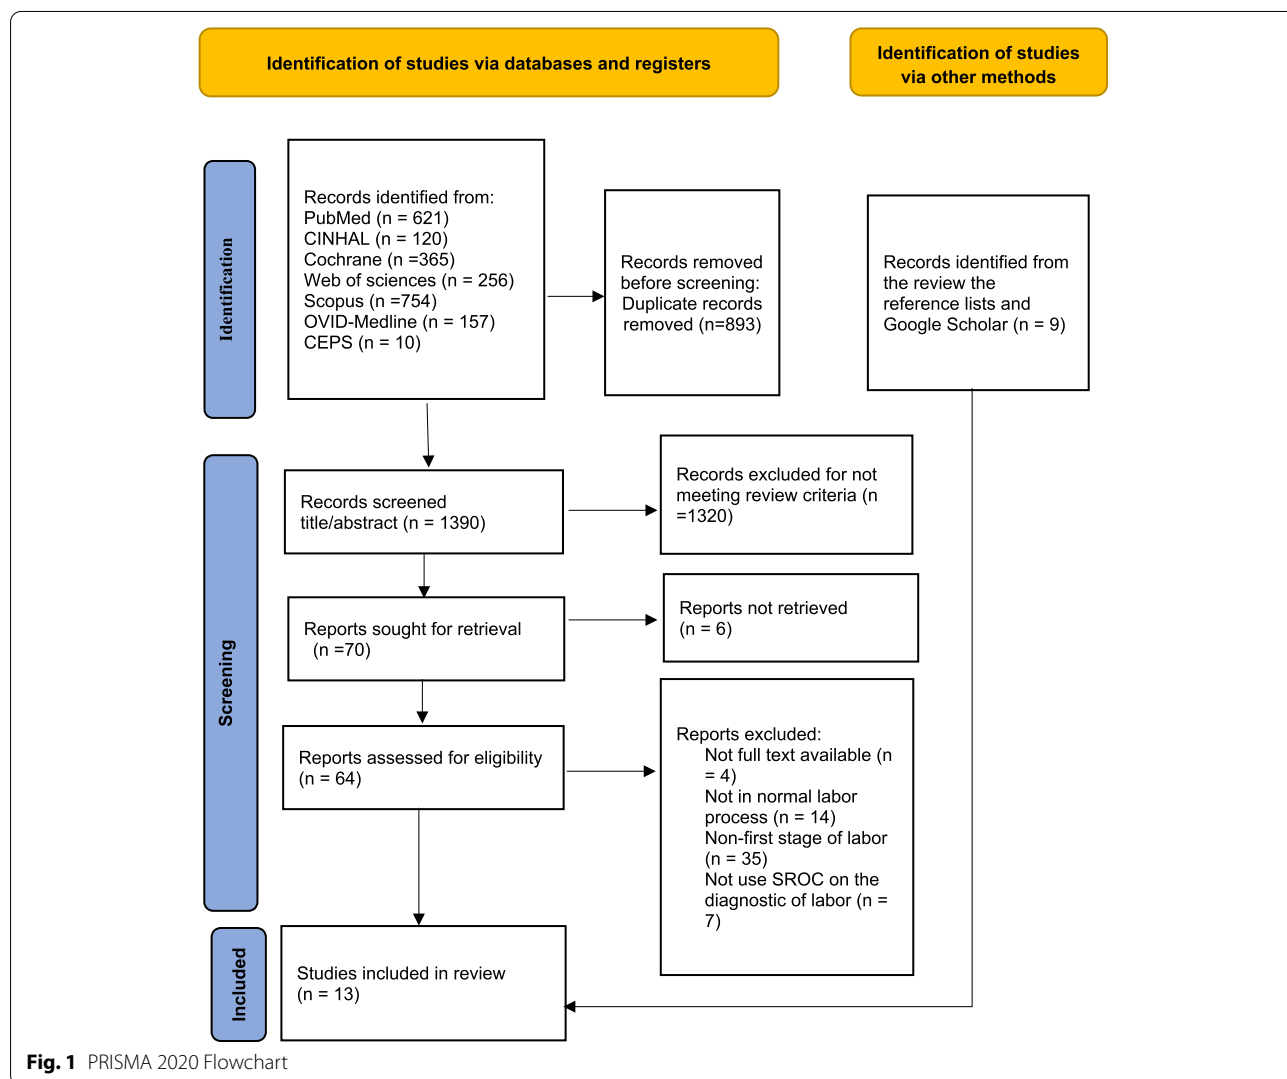 Identification of studies via databases and registers
Identification of studies
via other methods
Identification
Records identified from:
PubMed (n = 621)
CINHAL (n = 120)
Cochrane (n =365)
Web of sciences (n = 256)
Scopus (n =754)
OVID-Medline (n = 157)
CEPS (n = 10)
Records removed
before screening:
Duplicate records
removed (n=893)
Records identified from
the review the
reference lists and
Google Scholar (n = 9)
Screening
Records screened
title/abstract (n = 1390)
Records excluded for not
meeting review criteria (n
=1320)
Reports sought for retrieval
(n =70)
Reports not retrieved
(n = 6)
Reports assessed for eligibility
(n = 64)
Reports excluded:
Not full text available (n
= 4)
Not in normal labor
process (n = 14)
Non-first stage of labor
(n = 35)
Not use SROC on the
diagnostic of labor (n =
7)
Included
Studies included in review
(n = 13)
Fig. 1 PRISMA 2020 Flowchart